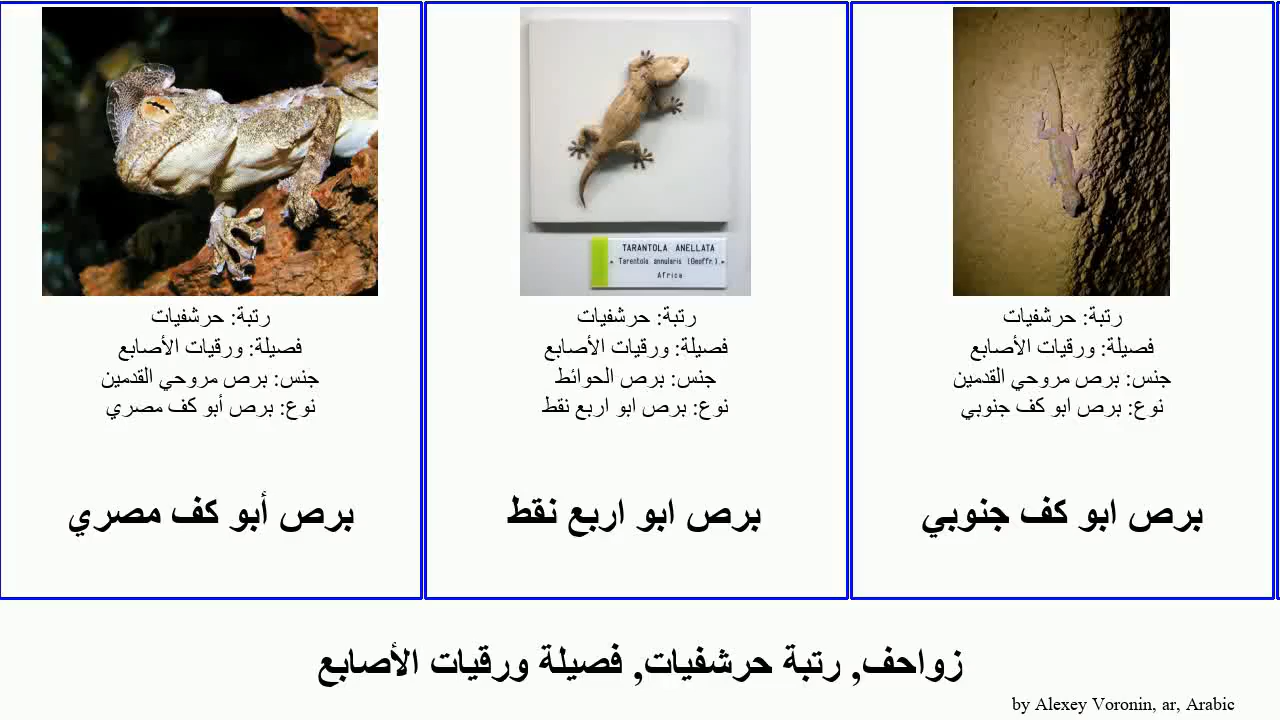 TARANTOLA ANELLATA
Tarentola annularis (Geoffr.)
Africa
رتبة: حرشفيات
فصيلة: ورقيات الأصابع
جنس: برص مروحي القدمين
نوع: برص أبو كف مصري
برص أبو كف مصري
رتبة: حرشفيات
فصيلة: ورقيات الأصابع
جنس: برص الحوائط
نوع: برص ابو اربع نقط
برص ابو اربع نقط
رتبة: حرشفيات
فصيلة: ورقيات الأصابع
جنس: برص مروحي القدمين
نوع: برص ابو كف جنوبي
برص ابو كف جنوبي
زواحف, رتبة حرشفيات, فصيلة ورقيات الأصابع
by Alexey Voronin, ar, Arabic